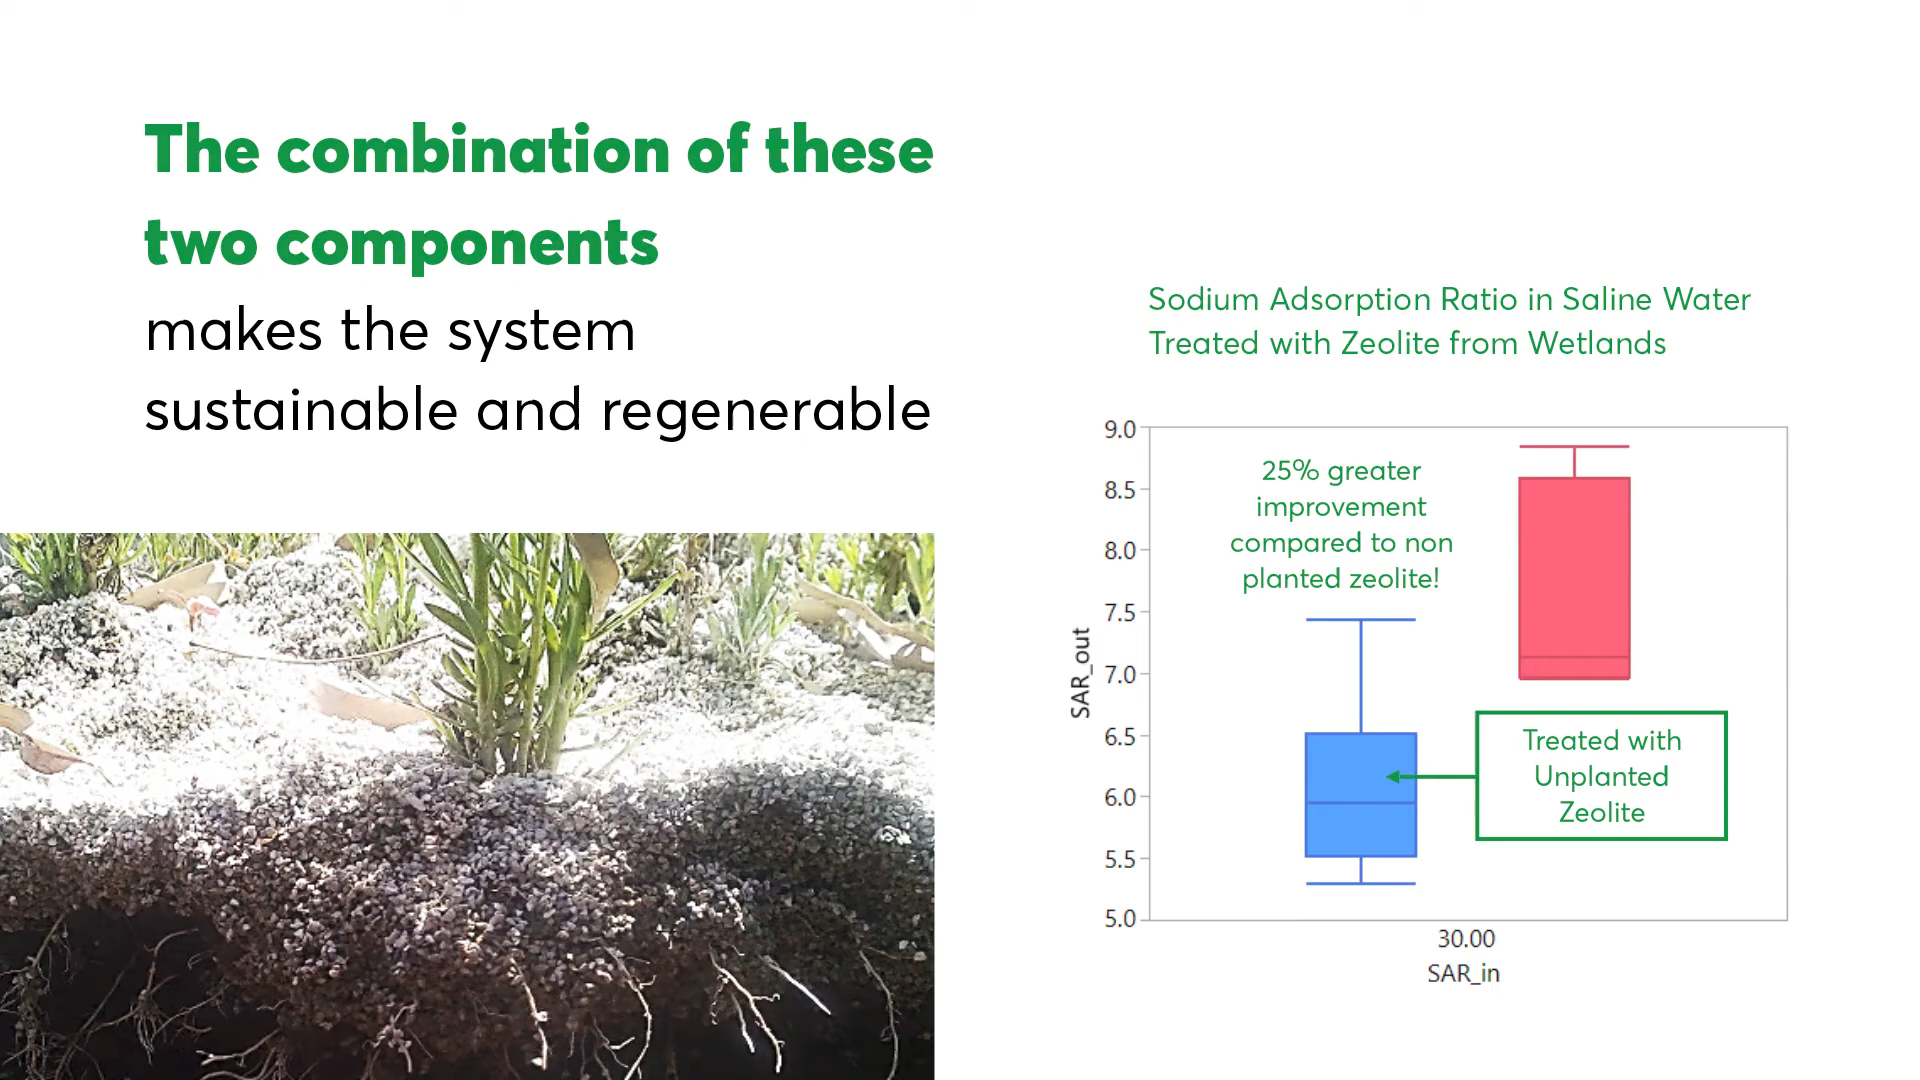 The combination of these
two components
makes the system
sustainable and regenerable
Sodium Adsorption Ratio in Saline Water
Treated with Zeolite from Wetlands
9.0
8.5
8.0
7.5
7.0
6.5
6.0
5.5
5.0
SAR_out
25% greater
improvement
compared to non
planted zeolite!
Treated with
Unplanted
Zeolite
30.00
SAR_in